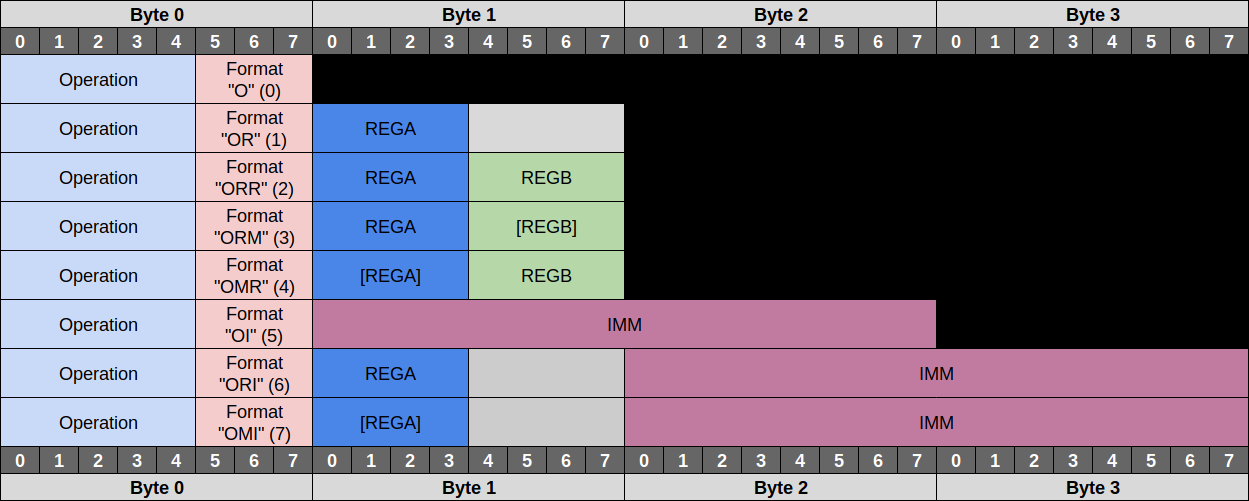 Byte 0 Byte 1 Byte 2 Byte 3
0 1 2 3 4 5 6 7 0 1 2 3 4 5 6 7 0 1 2 3 4 5 6 7 0 1 2 3 4 5 6 7
Operation Format
"O" (0)
Operation Format
"OR" (1) REGA
Operation Format
"ORR" (2) REGA REGB
Operation Format
"ORM" (3) REGA [REGB]
Operation Format
"OMR" (4) [REGA] REGB
Operation Format
"OI" (5) IMM
Operation Format
"ORI" (6) REGA IMM
Operation Format
"OMI" (7) [REGA] IMM
0 1 2 3 4 5 6 7 0 1 2 3 4 5 6 7 0 1 2 3 4 5 6 7 0 1 2 3 4 5 6 7
Byte 0 Byte 1 Byte 2 Byte 3